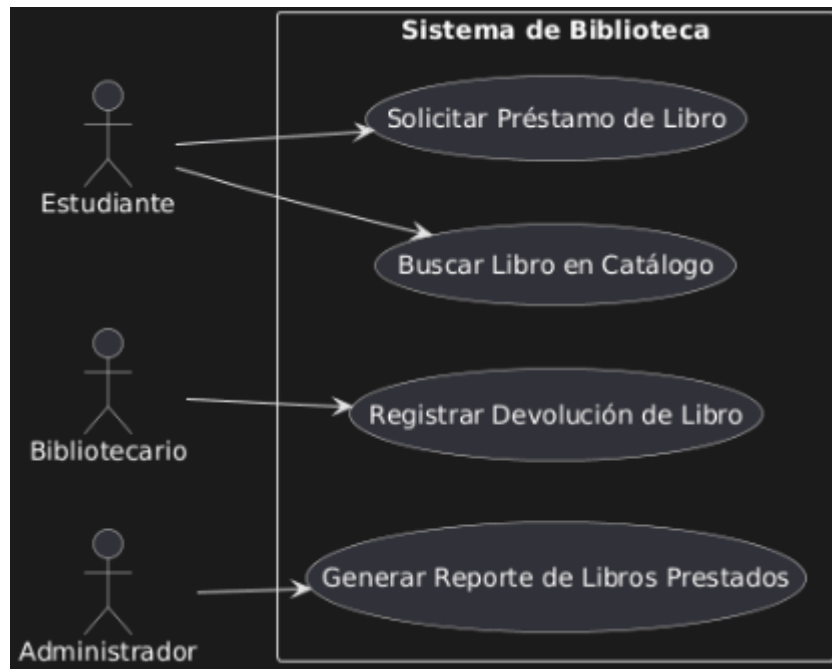 Sistema de Biblioteca
Solicitar Préstamo de Libro
Estudiante
Buscar Libro en Catálogo
Registrar Devolución de Libro
Bibliotecario
Generar Reporte de Libros Prestados
Administrador